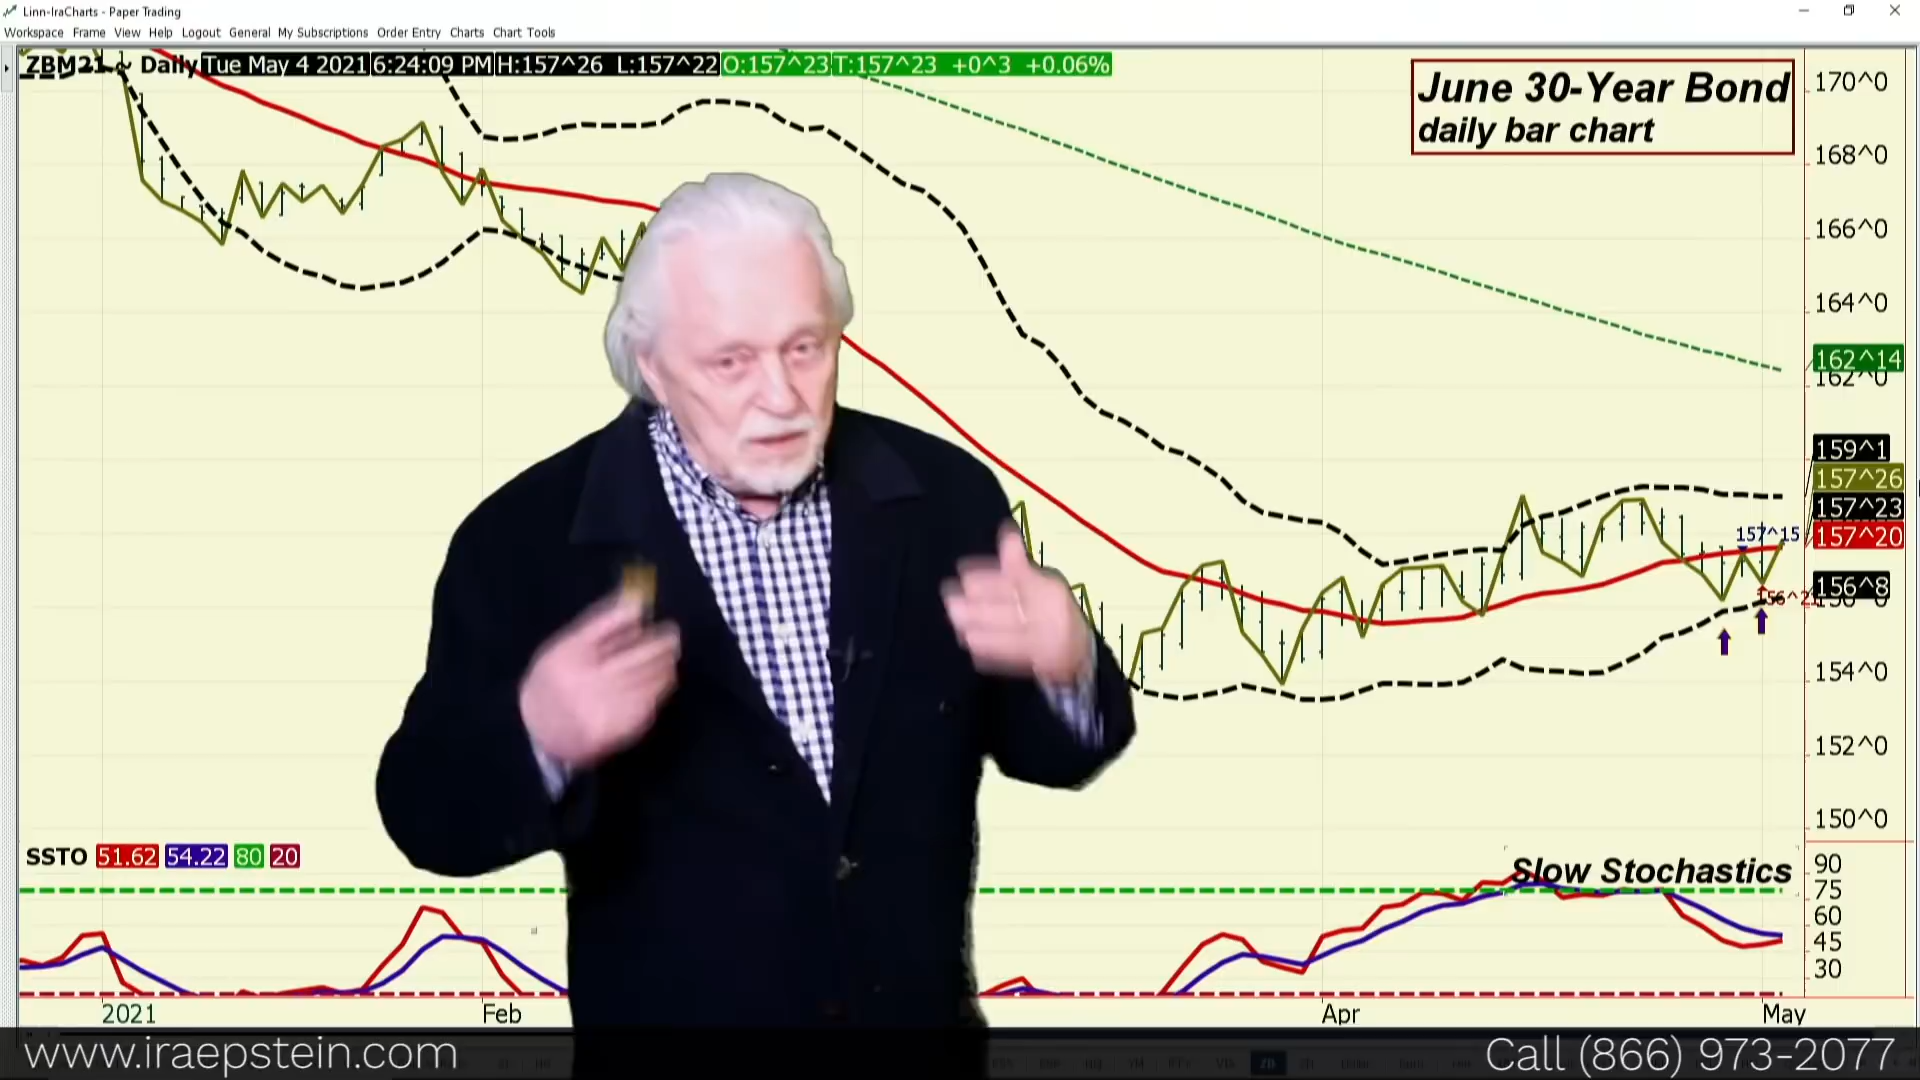 Linn-IraCharts - Paper Trading
Workspace Frame View Help Logout General My Subscriptions Order Entry Charts Chart Tools
ZBM21 ~ Daily Tue May 4 2021 6:24:09 PM H:157^26 L:157^22 O:157^23 T:157^23 +0^3 +0.06%
June 30-Year Bond
daily bar chart
170^0
168^0
166^0
164^0
162^14
162^0
159^1
157^26
157^23
157^15
157^20
156^8
154^0
152^0
150^0
SSTO 51.62 54.22 80 20
Slow Stochastics
90
75
60
45
30
2021 Feb Apr May
www.iraepstein.com
Call (866) 973-2077